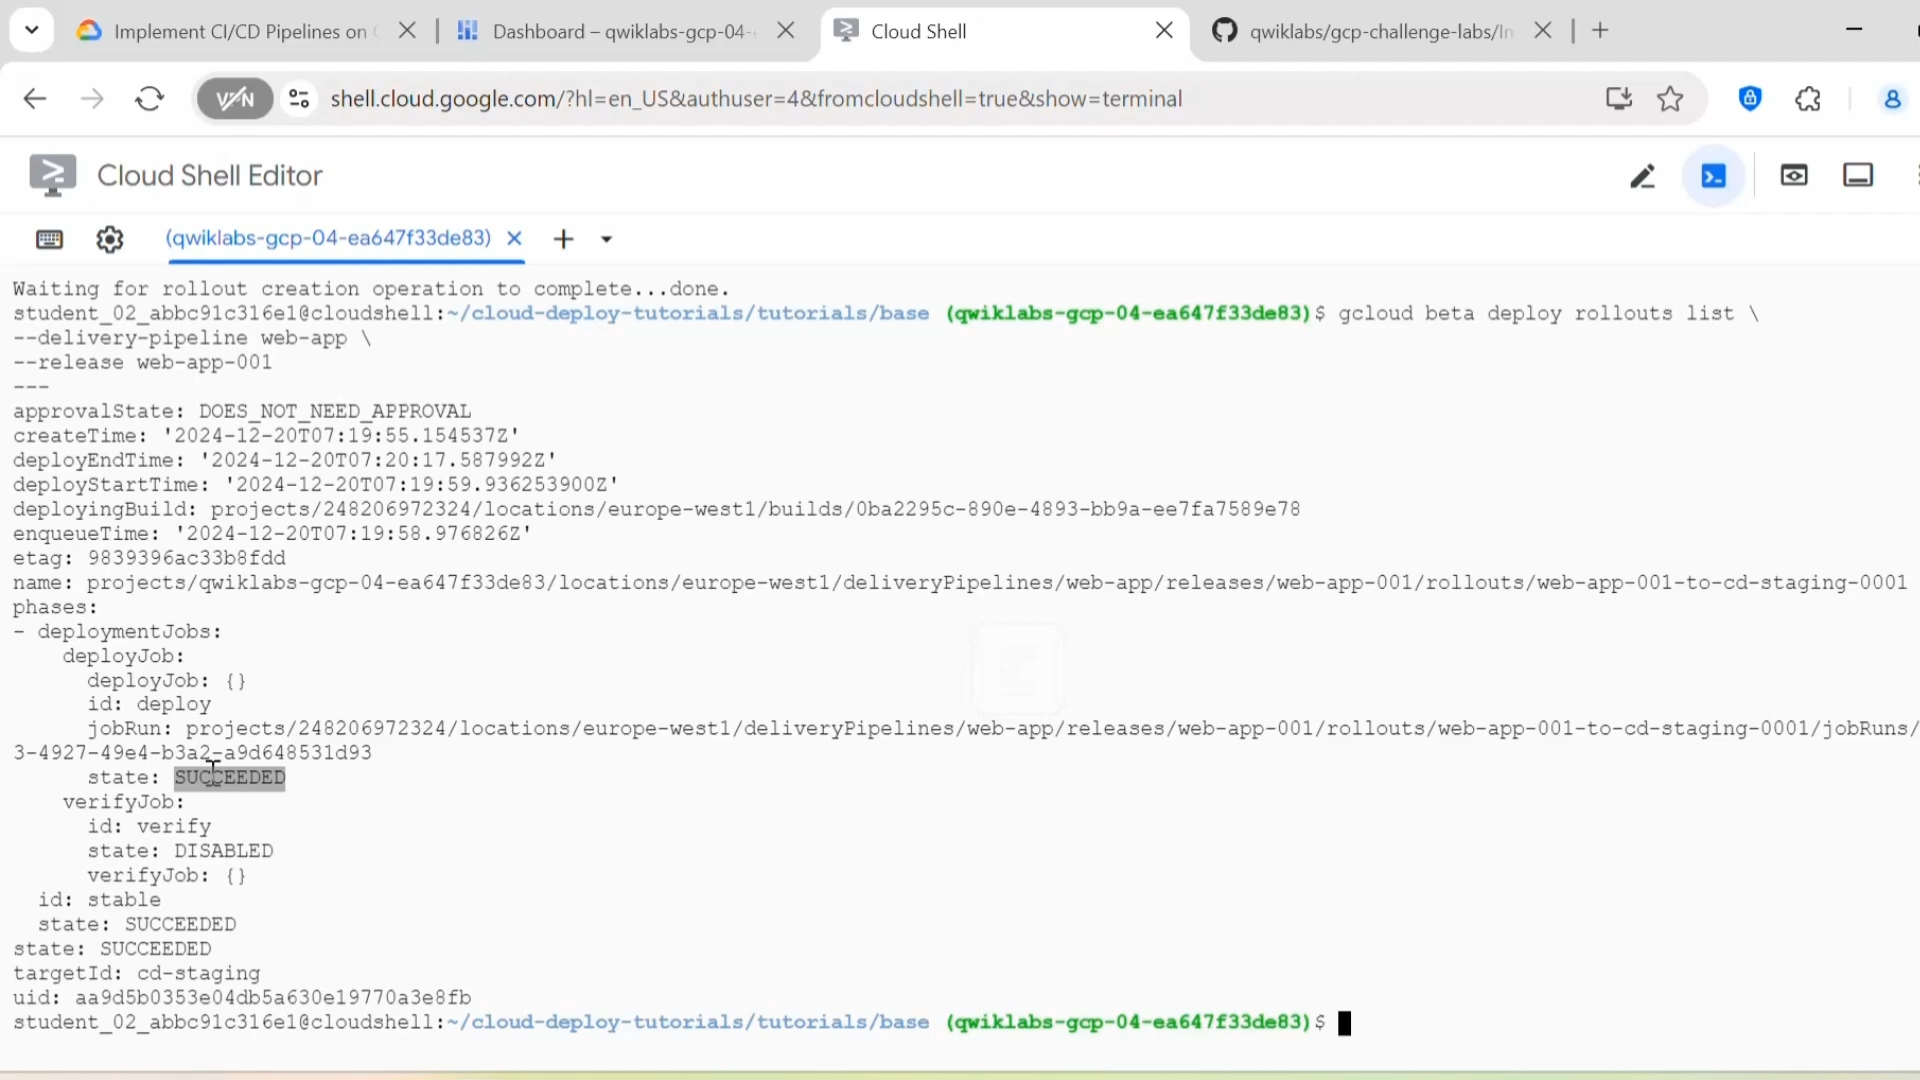 Implement CI/CD Pipelines on
Dashboard – qwiklabs-gcp-04-
Cloud Shell
qwiklabs/gcp-challenge-labs/In
VPN
shell.cloud.google.com/?hl=en_US&authuser=4&fromcloudshell=true&show=terminal
Cloud Shell Editor
(qwiklabs-gcp-04-ea647f33de83)
Waiting for rollout creation operation to complete...done.
student_02_abbc91c316e1@cloudshell:~/cloud-deploy-tutorials/tutorials/base (qwiklabs-gcp-04-ea647f33de83)$ gcloud beta deploy rollouts list \
--delivery-pipeline web-app \
--release web-app-001
---
approvalState: DOES_NOT_NEED_APPROVAL
createTime: '2024-12-20T07:19:55.154537Z'
deployEndTime: '2024-12-20T07:20:17.587992Z'
deployStartTime: '2024-12-20T07:19:59.936253900Z'
deployingBuild: projects/248206972324/locations/europe-west1/builds/0ba2295c-890e-4893-bb9a-ee7fa7589e78
enqueueTime: '2024-12-20T07:19:58.976826Z'
etag: 9839396ac33b8fdd
name: projects/qwiklabs-gcp-04-ea647f33de83/locations/europe-west1/deliveryPipelines/web-app/releases/web-app-001/rollouts/web-app-001-to-cd-staging-0001
phases:
- deploymentJobs:
deployJob:
deployJob: {}
id: deploy
jobRun: projects/248206972324/locations/europe-west1/deliveryPipelines/web-app/releases/web-app-001/rollouts/web-app-001-to-cd-staging-0001/jobRuns/
3-4927-49e4-b3a2-a9d648531d93
state: SUCCEEDED
verifyJob:
id: verify
state: DISABLED
verifyJob: {}
id: stable
state: SUCCEEDED
state: SUCCEEDED
targetId: cd-staging
uid: aa9d5b0353e04db5a630e19770a3e8fb
student_02_abbc91c316e1@cloudshell:~/cloud-deploy-tutorials/tutorials/base (qwiklabs-gcp-04-ea647f33de83)$